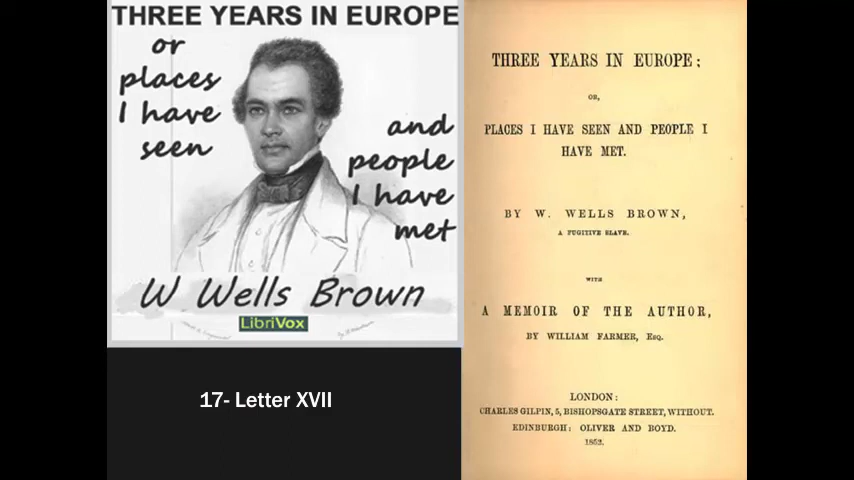 THREE YEARS IN EUROPE
or
places
I have
seen
and
people
I have
met
W Wells Brown
LibriVox
17- Letter XVII
THREE YEARS IN EUROPE;
OR,
PLACES I HAVE SEEN AND PEOPLE I
HAVE MET.
BY W. WELLS BROWN,
A FUGITIVE SLAVE.
WITH
A MEMOIR OF THE AUTHOR,
BY WILLIAM FARMER, Esq.
LONDON:
CHARLES GILPIN, 5, BISHOPSGATE STREET, WITHOUT.
EDINBURGH: OLIVER AND BOYD.
1852.